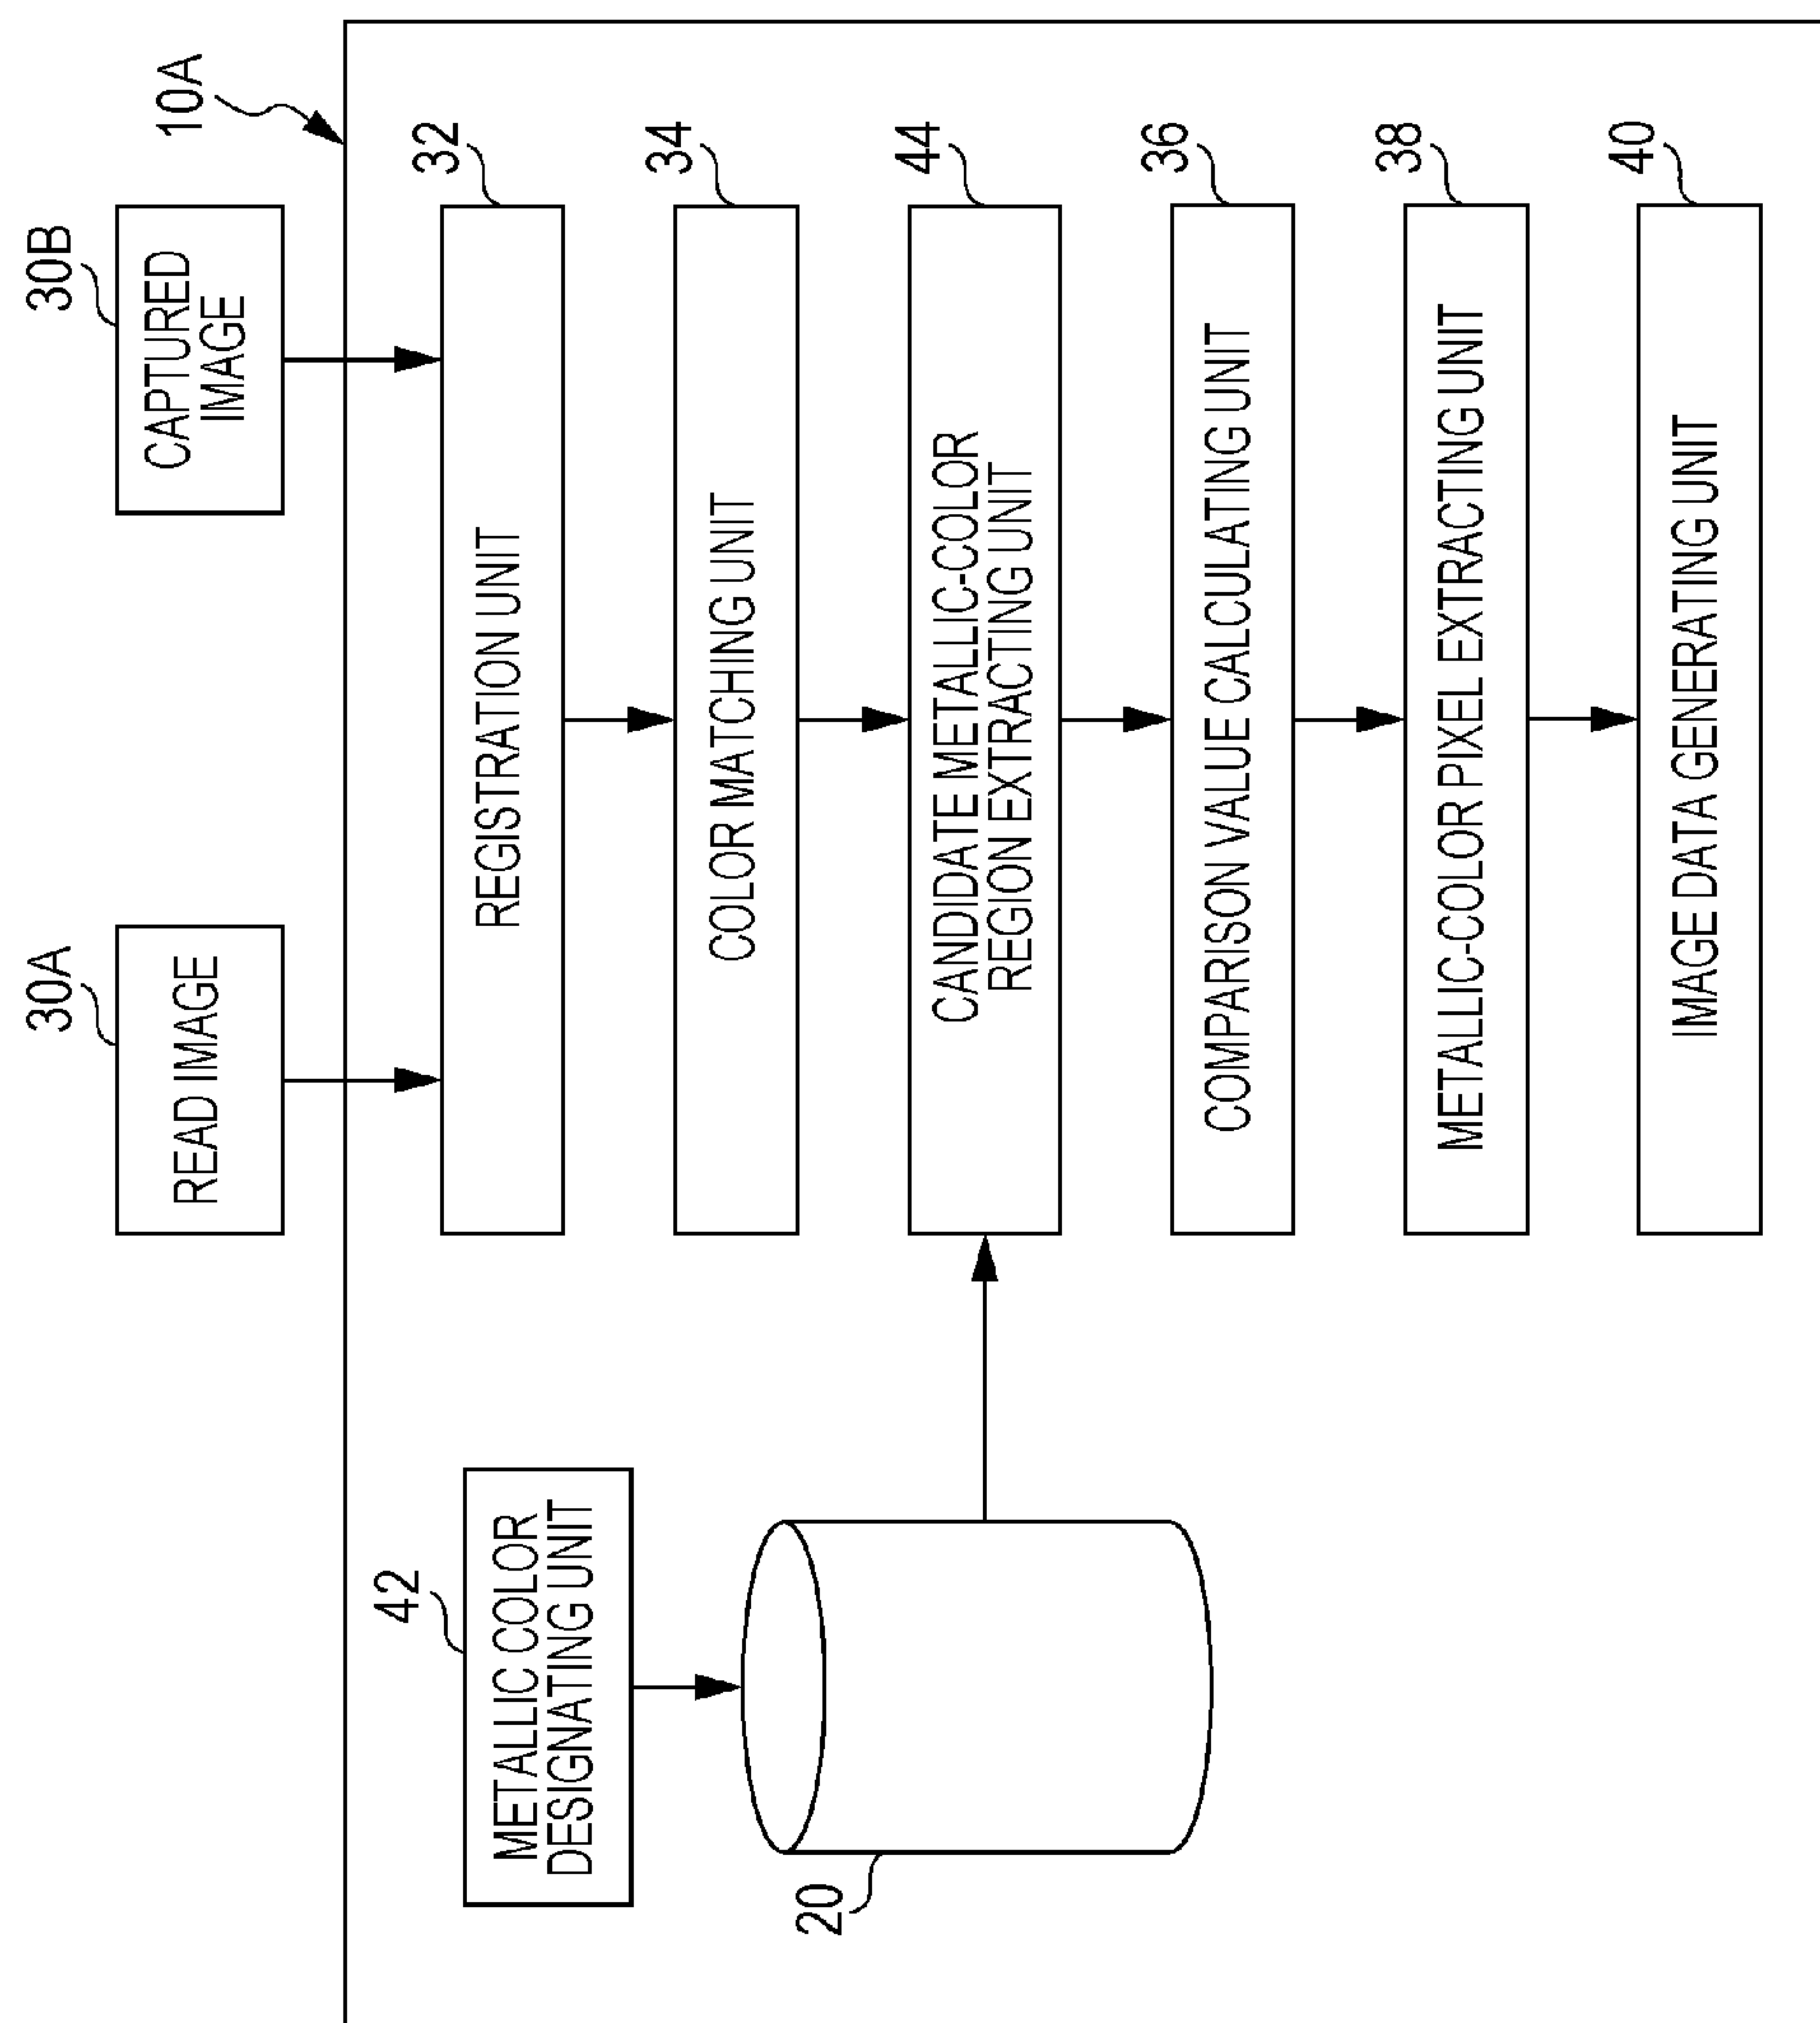 10A
30A
READ IMAGE
30B
CAPTURED
IMAGE
32
REGISTRATION UNIT
34
COLOR MATCHING UNIT
42
METALLIC COLOR
DESIGNATING UNIT
20
44
CANDIDATE METALLIC-COLOR
REGION EXTRACTING UNIT
36
COMPARISON VALUE CALCULATING UNIT
38
METALLIC-COLOR PIXEL EXTRACTING UNIT
40
IMAGE DATA GENERATING UNIT